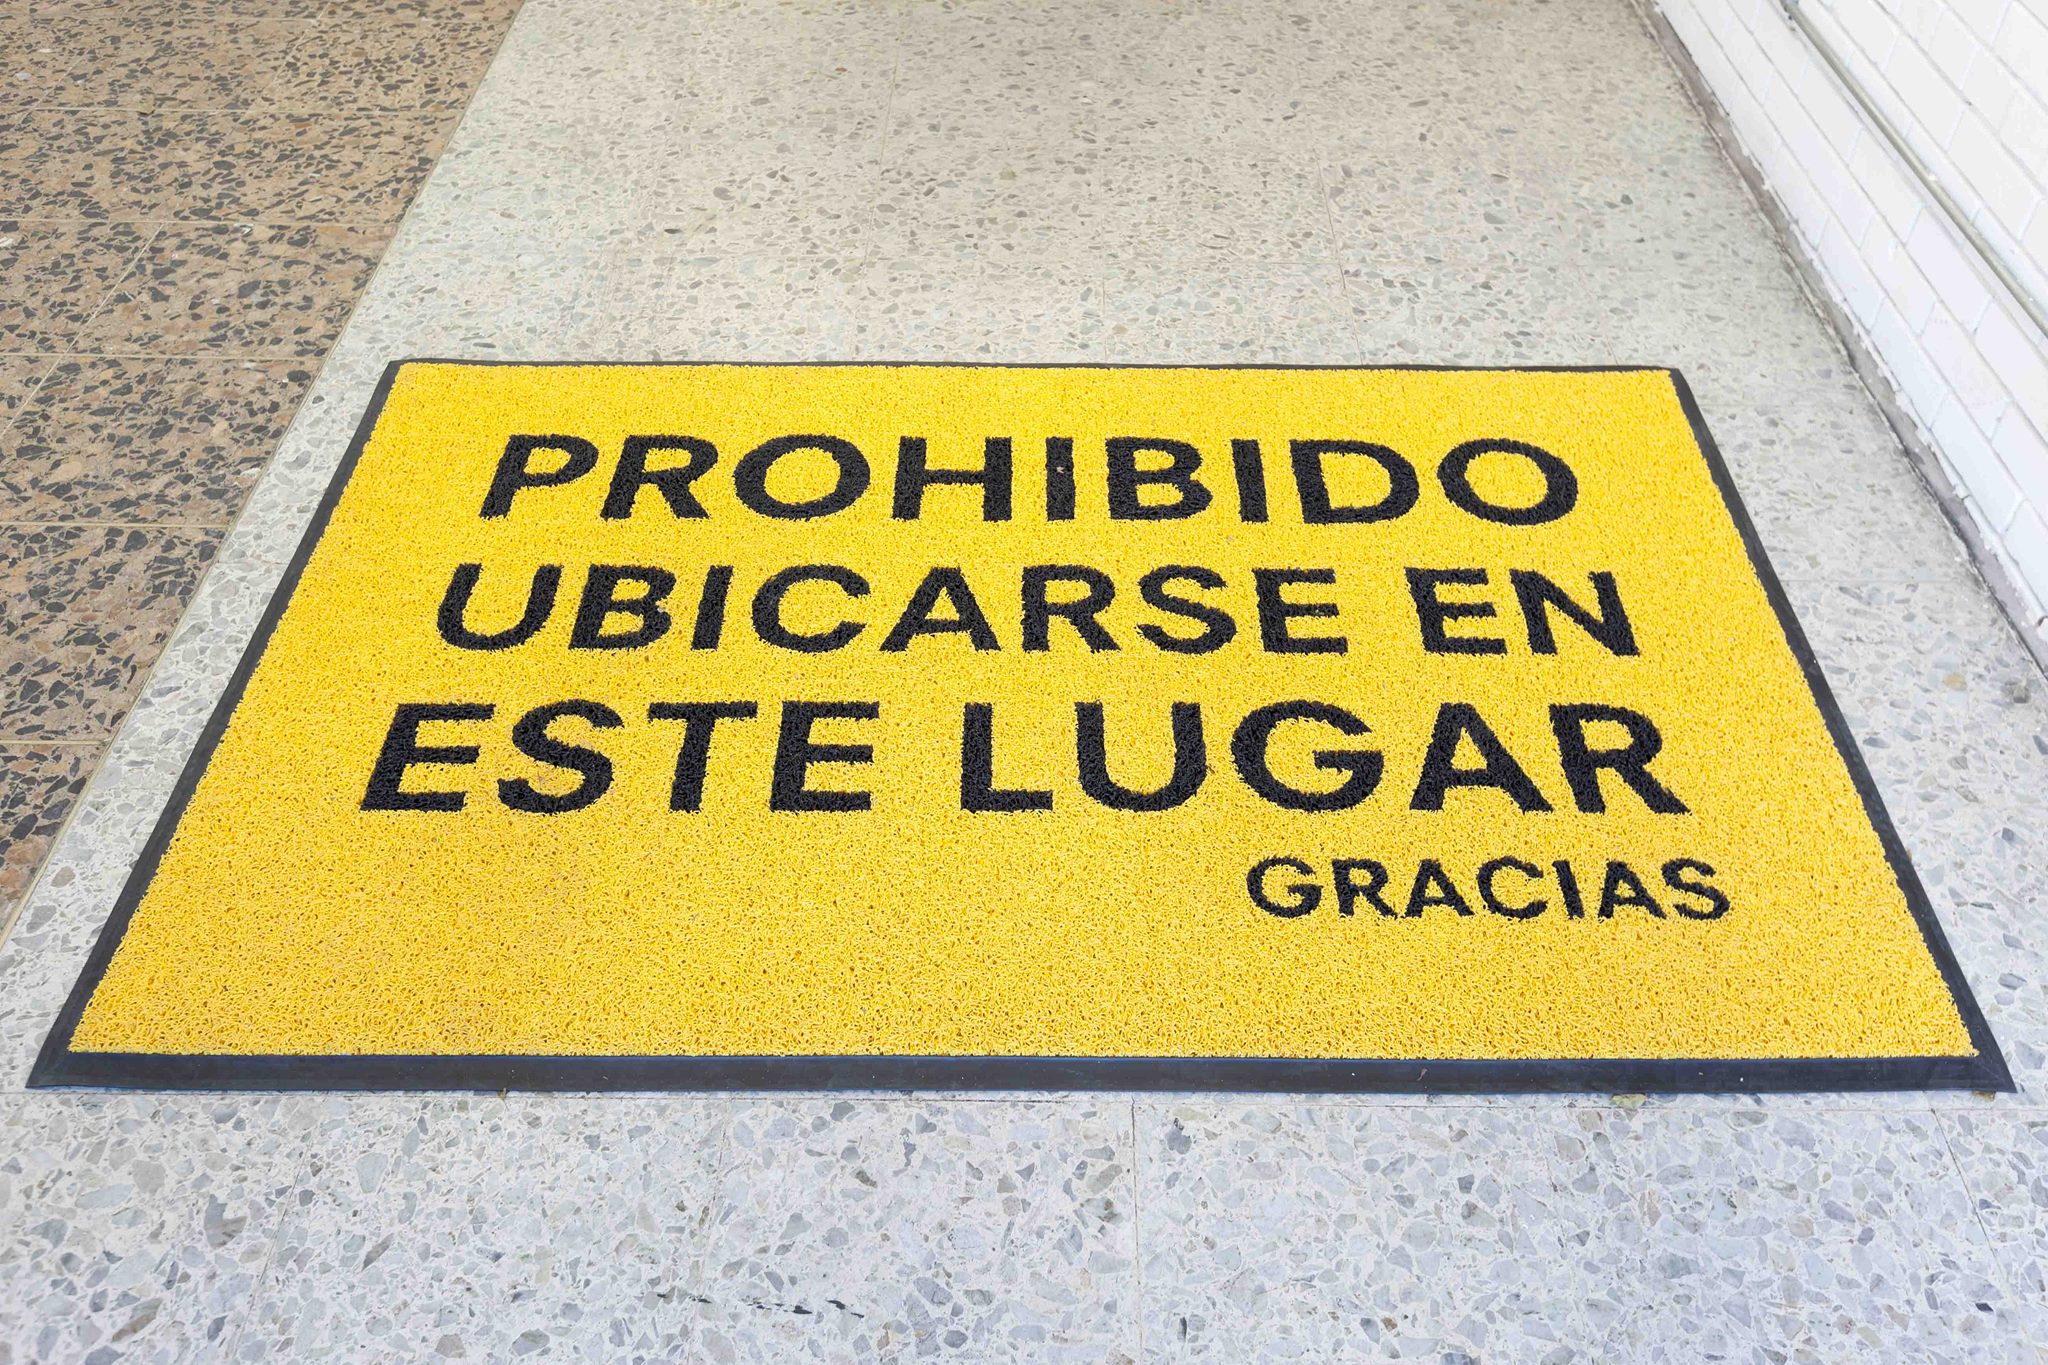 PROHIBIDO
UBICARSE EN
ESTE LUGAR
GRACIAS